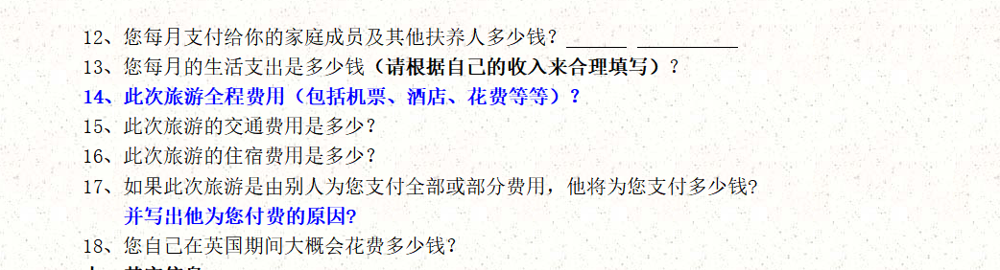 12、您每月支付给你的家庭成员及其他扶养人多少钱？______ __________
13、您每月的生活支出是多少钱（请根据自己的收入来合理填写）？
14、此次旅游全程费用（包括机票、酒店、花费等等）？
15、此次旅游的交通费用是多少？
16、此次旅游的住宿费用是多少？
17、如果此次旅游是由别人为您支付全部或部分费用，他将为您支付多少钱?
并写出他为您付费的原因?
18、您自己在英国期间大概会花费多少钱？